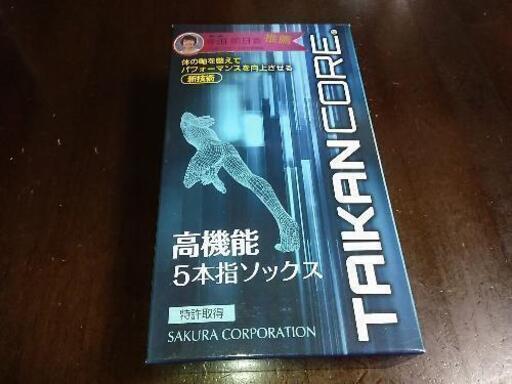 推薦
体の軸を整えて
パフォーマンスを向上させる
新技術
TAIKAN CORE®
高機能
5本指ソックス
特許取得
SAKURA CORPORATION